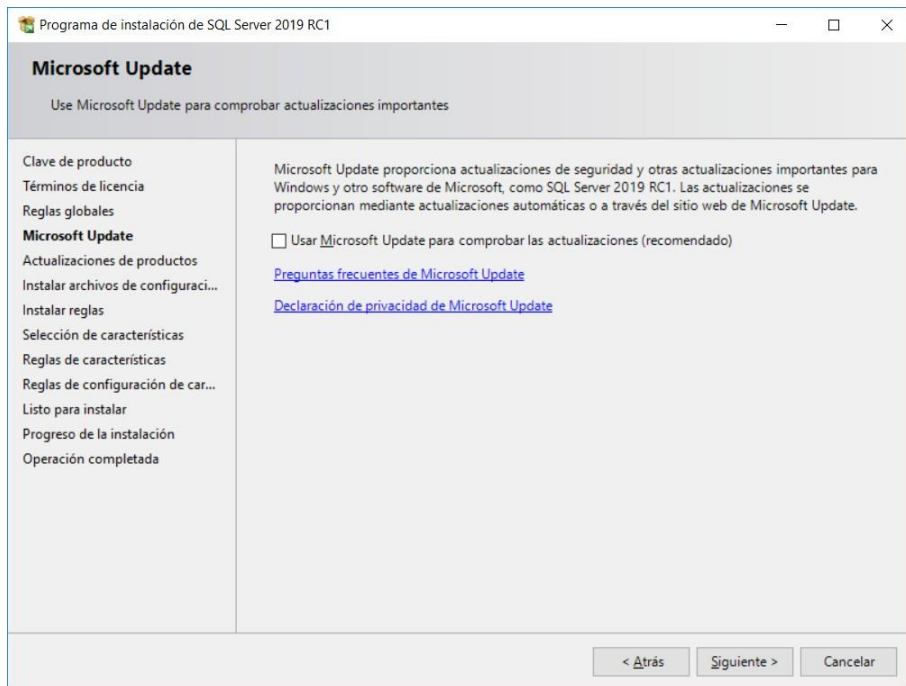 Programa de instalación de SQL Server 2019 RC1
Microsoft Update
Use Microsoft Update para comprobar actualizaciones importantes
Clave de producto
Términos de licencia
Reglas globales
Microsoft Update
Actualizaciones de productos
Instalar archivos de configuraci...
Instalar reglas
Selección de características
Reglas de características
Reglas de configuración de car...
Listo para instalar
Progreso de la instalación
Operación completada
Microsoft Update proporciona actualizaciones de seguridad y otras actualizaciones importantes para
Windows y otro software de Microsoft, como SQL Server 2019 RC1. Las actualizaciones se
proporcionan mediante actualizaciones automáticas o a través del sitio web de Microsoft Update.
Usar Microsoft Update para comprobar las actualizaciones (recomendado)
Preguntas frecuentes de Microsoft Update
Declaración de privacidad de Microsoft Update
< Atrás
Siguiente >
Cancelar